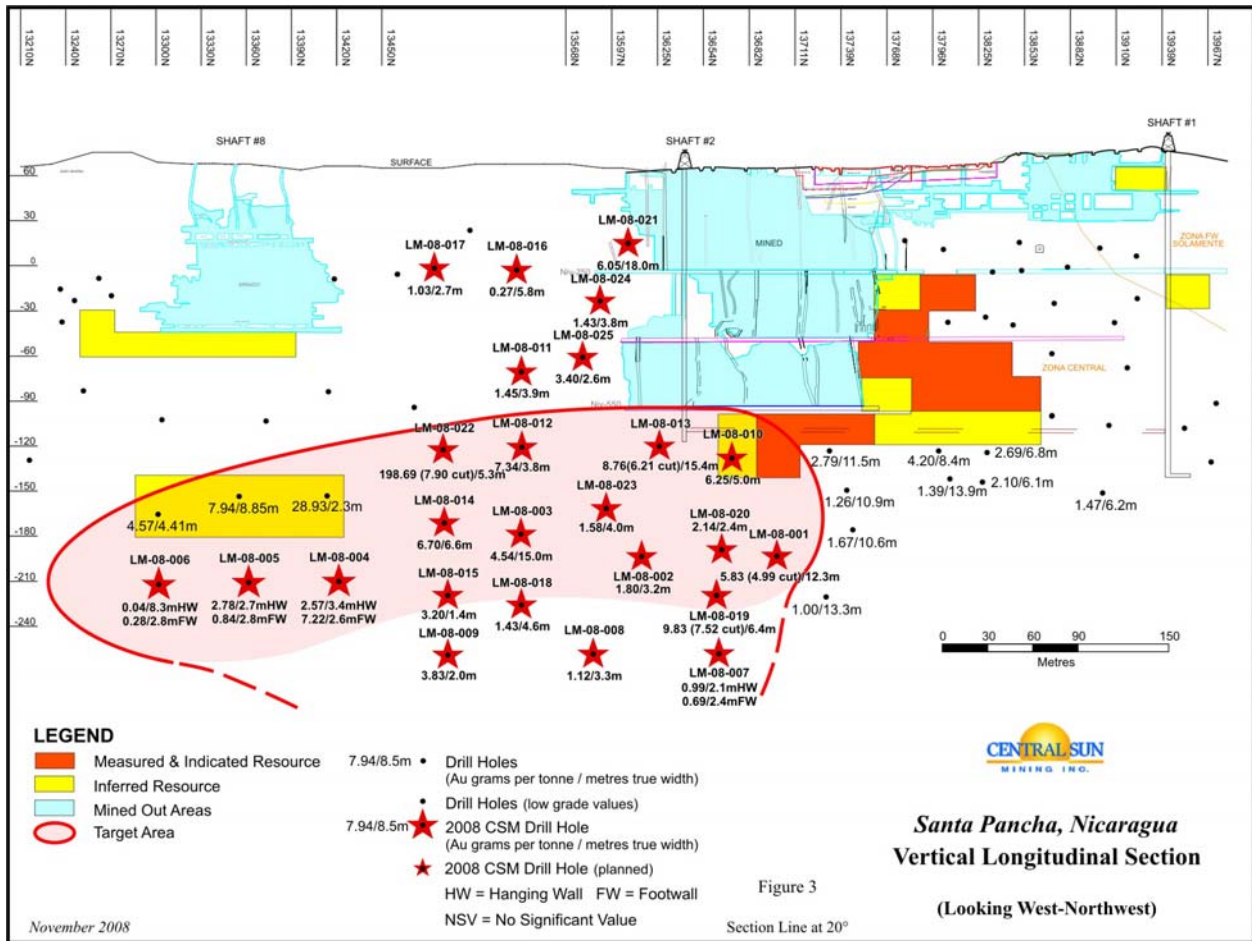 13210N
13240N
13270N
13300N
13330N
13360N
13390N
13420N
13450N
13568N
13597N
13625N
13654N
13682N
13711N
13739N
13768N
13796N
13825N
13853N
13882N
13910N
13939N
13967N
SHAFT #8
SHAFT #2
SHAFT #1
SURFACE
60
30
0
-30
-60
-90
-120
-150
-180
-210
-240
LM-08-021
6.05/18.0m
MINED
ZONA FW
SOLAMENTE
LM-08-017
1.03/2.7m
LM-08-016
0.27/5.8m
LM-08-024
1.43/3.8m
LM-08-025
3.40/2.6m
LM-08-011
1.45/3.9m
ZONA CENTRAL
LM-08-022
198.69 (7.90 cut)/5.3m
LM-08-012
7.34/3.8m
LM-08-013
8.76(6.21 cut)/15.4m
LM-08-010
6.25/5.0m
2.79/11.5m
4.20/8.4m
2.69/6.8m
1.26/10.9m
1.39/13.9m
2.10/6.1m
1.47/6.2m
1.67/10.6m
1.00/13.3m
4.57/4.41m
7.94/8.85m
28.93/2.3m
LM-08-014
6.70/6.6m
LM-08-003
4.54/15.0m
LM-08-023
1.58/4.0m
LM-08-020
2.14/2.4m
LM-08-001
5.83 (4.99 cut)/12.3m
LM-08-002
1.80/3.2m
LM-08-006
0.04/8.3mHW
0.28/2.8mFW
LM-08-005
2.78/2.7mHW
0.84/2.8mFW
LM-08-004
2.57/3.4mHW
7.22/2.6mFW
LM-08-015
3.20/1.4m
LM-08-018
1.43/4.6m
LM-08-019
9.83 (7.52 cut)/6.4m
LM-08-009
3.83/2.0m
LM-08-008
1.12/3.3m
LM-08-007
0.99/2.1mHW
0.69/2.4mFW
0 30 60 90 150
Metres
LEGEND
Measured & Indicated Resource
Inferred Resource
Mined Out Areas
Target Area
7.94/8.5m Drill Holes
(Au grams per tonne / metres true width)
Drill Holes (low grade values)
7.94/8.5m 2008 CSM Drill Hole
(Au grams per tonne / metres true width)
2008 CSM Drill Hole (planned)
HW = Hanging Wall FW = Footwall
NSV = No Significant Value
CENTRAL SUN
MINING INC.
Santa Pancha, Nicaragua
Vertical Longitudinal Section
(Looking West-Northwest)
Figure 3
Section Line at 20°
November 2008